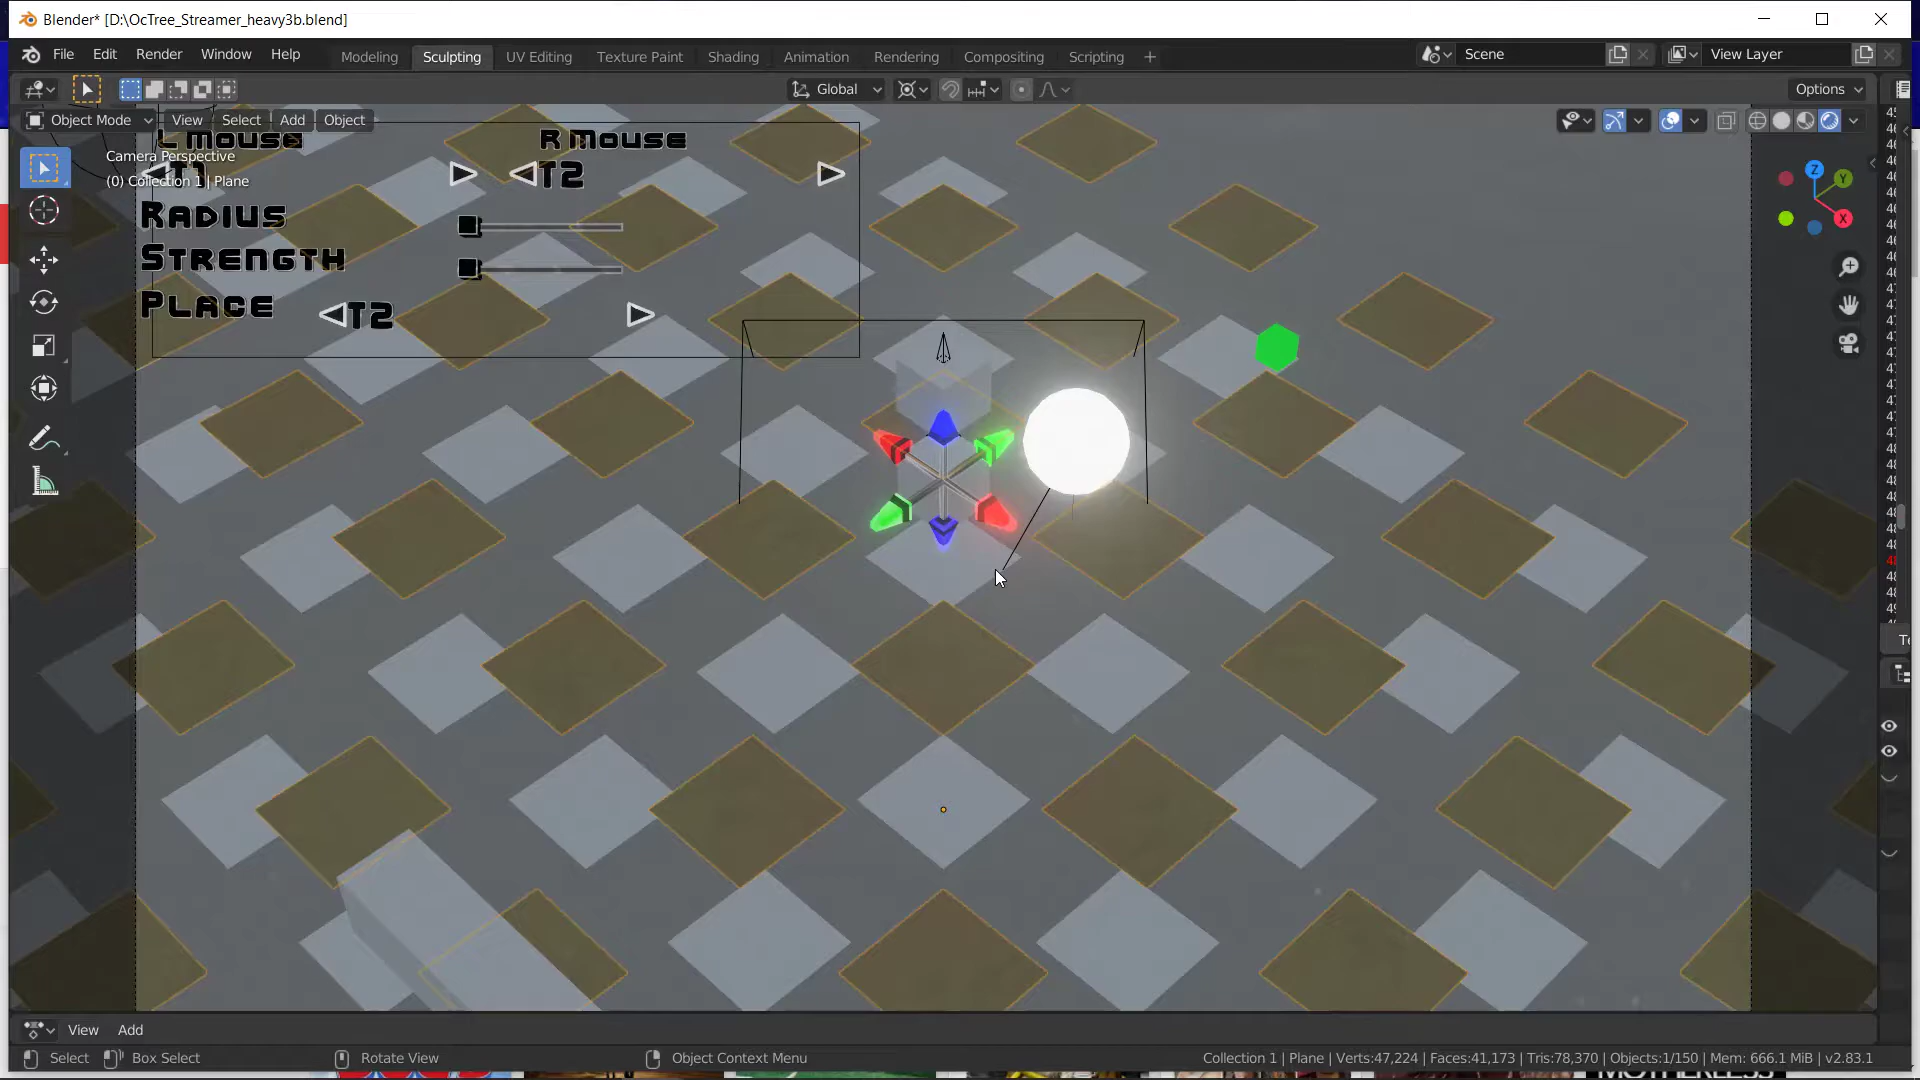 Blender* [D:\OcTree_Streamer_heavy3b.blend]
File Edit Render Window Help Modeling Sculpting UV Editing Texture Paint Shading Animation Rendering Compositing Scripting + Scene View Layer
Global Options
Object Mode View Select Add Object
L Mouse R Mouse
Camera Perspective
T1 T2
(0) Collection 1 | Plane
Radius
Strength
Place T2
Z
Y
X
View Add
Select Box Select Rotate View Object Context Menu Collection 1 | Plane | Verts:47,224 | Faces:41,173 | Tris:78,370 | Objects:1/150 | Mem: 666.1 MiB | v2.83.1